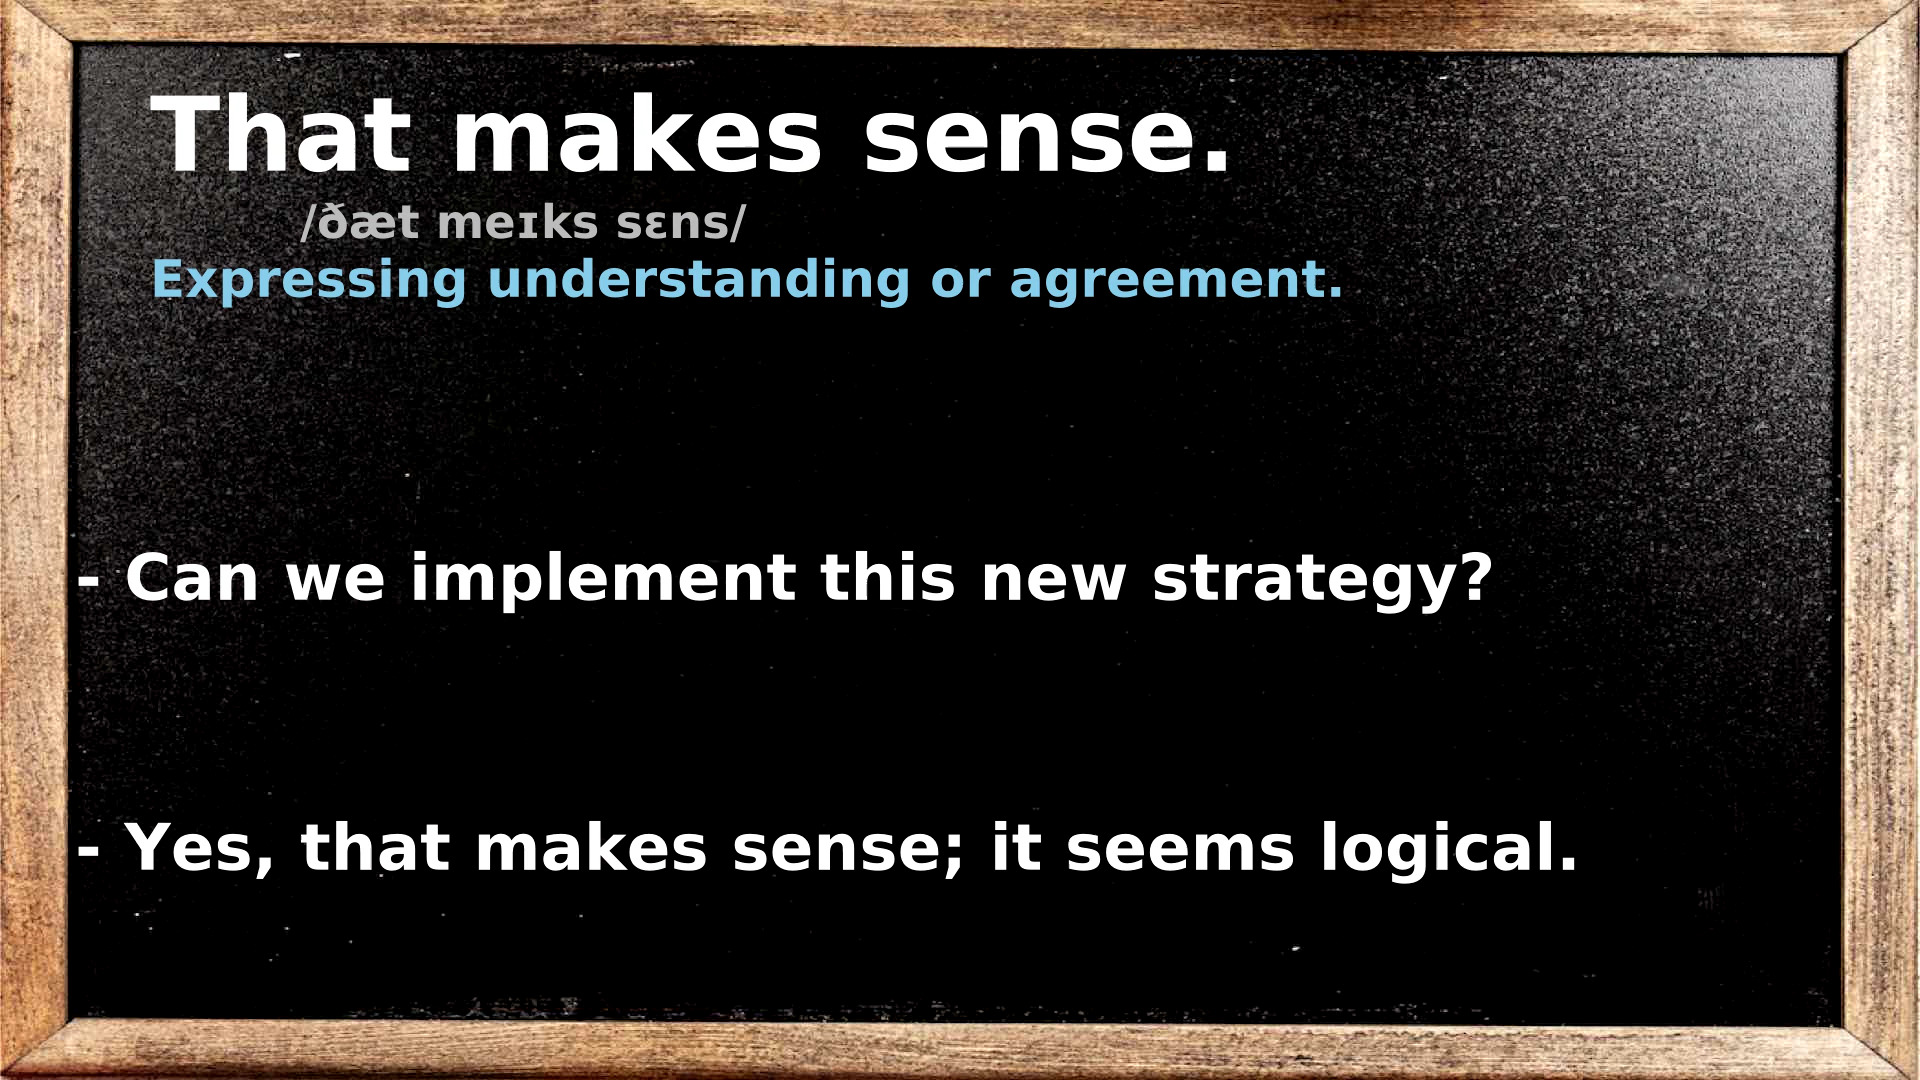 That makes sense.
/ðæt meɪks sɛns/
Expressing understanding or agreement.
- Can we implement this new strategy?
- Yes, that makes sense; it seems logical.